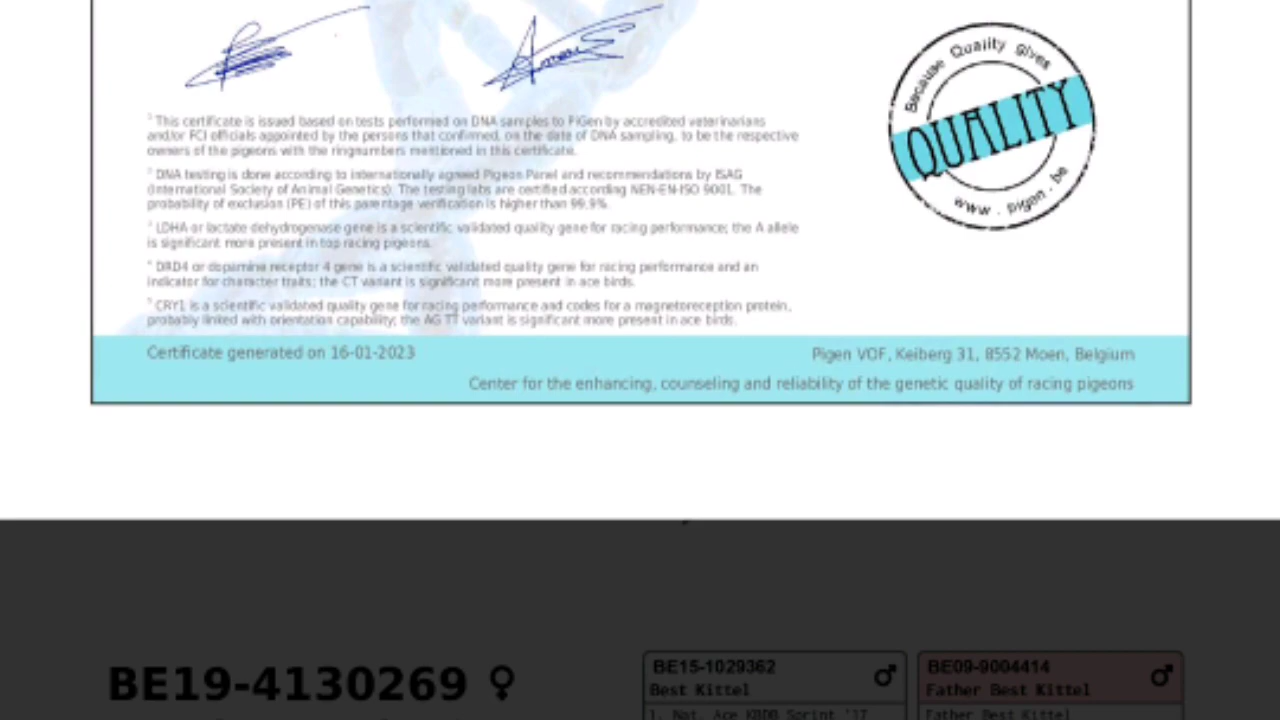 Because Quality gives
QUALITY
www . pigen . be
1 This certificate is issued based on tests performed on DNA samples to PiGen by accredited veterinarians
and/or FCI officials appointed by the persons that confirmed, on the date of DNA sampling, to be the respective
owners of the pigeons with the ringnumbers mentioned in this certificate.
2 DNA testing is done according to internationally agreed Pigeon Panel and recommendations by ISAG
(International Society of Animal Genetics). The testing labs are certified according NEN-EN-ISO 9001. The
probability of exclusion (PE) of this parentage verification is higher than 99.9%.
3 LDHA or lactate dehydrogenase gene is a scientific validated quality gene for racing performance; the A allele
is significant more present in top racing pigeons.
4 DRD4 or dopamine receptor 4 gene is a scientific validated quality gene for racing performance and an
indicator for character traits; the CT variant is significant more present in ace birds.
5 CRY1 is a scientific validated quality gene for racing performance and codes for a magnetoreception protein,
probably linked with orientation capability; the AG TT variant is significant more present in ace birds.
Certificate generated on 16-01-2023
Pigen VOF, Keiberg 31, 8552 Moen, Belgium
Center for the enhancing, counseling and reliability of the genetic quality of racing pigeons
BE19-4130269 ♀
BE15-1029362 ♂
Best Kittel
1. Nat. Ace KBDB Sprint '17
BE09-9004414 ♂
Father Best Kittel
Father Best Kittel